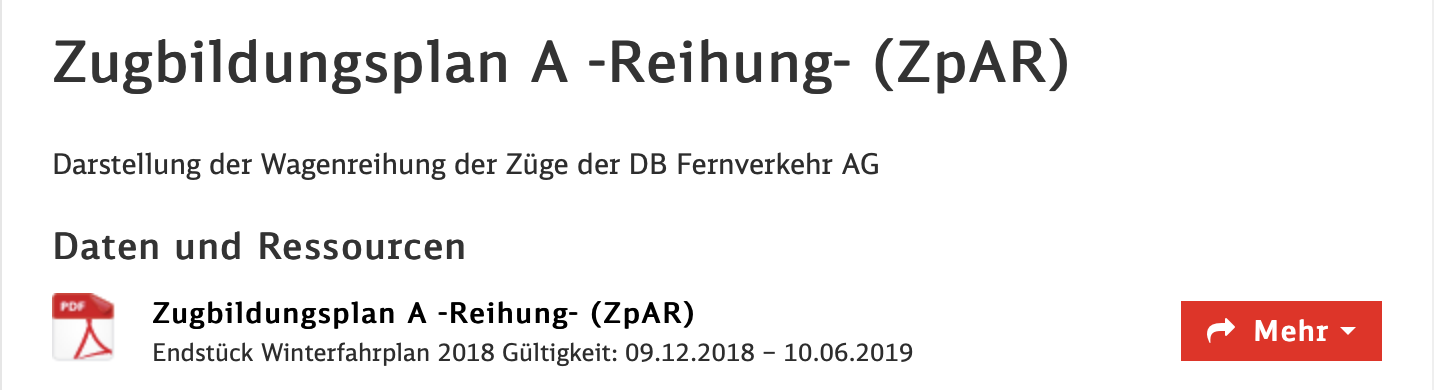 Zugbildungsplan A -Reihung- (ZpAR)
Darstellung der Wagenreihung der Züge der DB Fernverkehr AG
Daten und Ressourcen
PDF
Zugbildungsplan A -Reihung- (ZpAR)
Endstück Winterfahrplan 2018 Gültigkeit: 09.12.2018 – 10.06.2019
Mehr